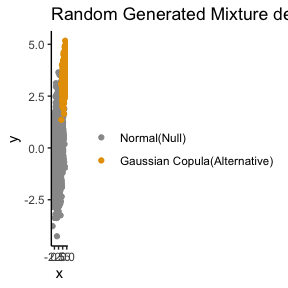 Random Generated Mixture de
5.0
2.5
0.0
-2.5
y
Normal(Null)
Gaussian Copula(Alternative)
x